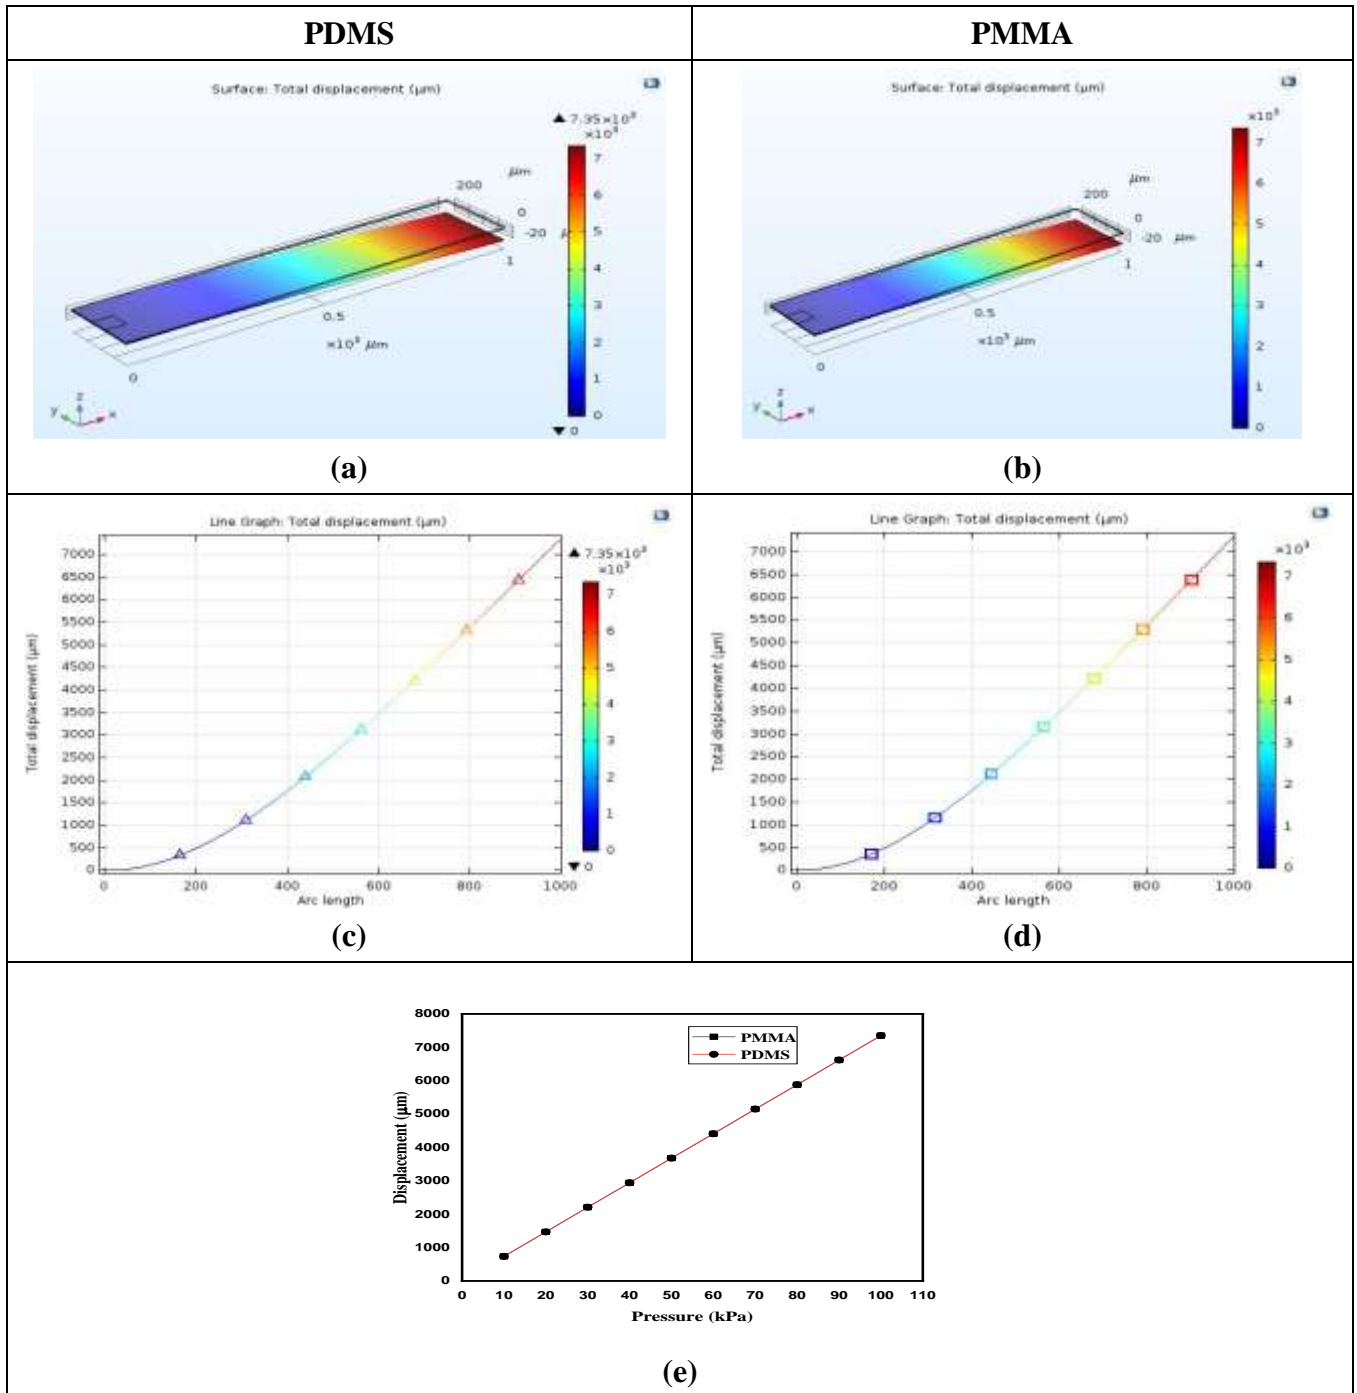 PDMS
PMMA
Surface: Total displacement (μm)
▲ 7.35×10³
×10³
7
6
5
4
3
2
1
0
▼ 0
μm
200
0
-20
1
0.5
×10³ μm
0
z
y
x
(a)
Surface: Total displacement (μm)
×10³
7
6
5
4
3
2
1
0
μm
200
0
-20 μm
1
0.5
×10³ μm
0
z
y
x
(b)
Line Graph: Total displacement (μm)
▲ 7.35×10³
×10³
7
6
5
4
3
2
1
0
▼ 0
Total displacement (μm)
7000
6500
6000
5500
5000
4500
4000
3500
3000
2500
2000
1500
1000
500
0
0 200 400 600 800 1000
Arc length
(c)
Line Graph: Total displacement (μm)
×10³
7
6
5
4
3
2
1
0
Total displacement (μm)
7000
6500
6000
5500
5000
4500
4000
3500
3000
2500
2000
1500
1000
500
0
0 200 400 600 800 1000
Arc length
(d)
PMMA
PDMS
Displacement (μm)
8000
7000
6000
5000
4000
3000
2000
1000
0
0 10 20 30 40 50 60 70 80 90 100 110
Pressure (kPa)
(e)